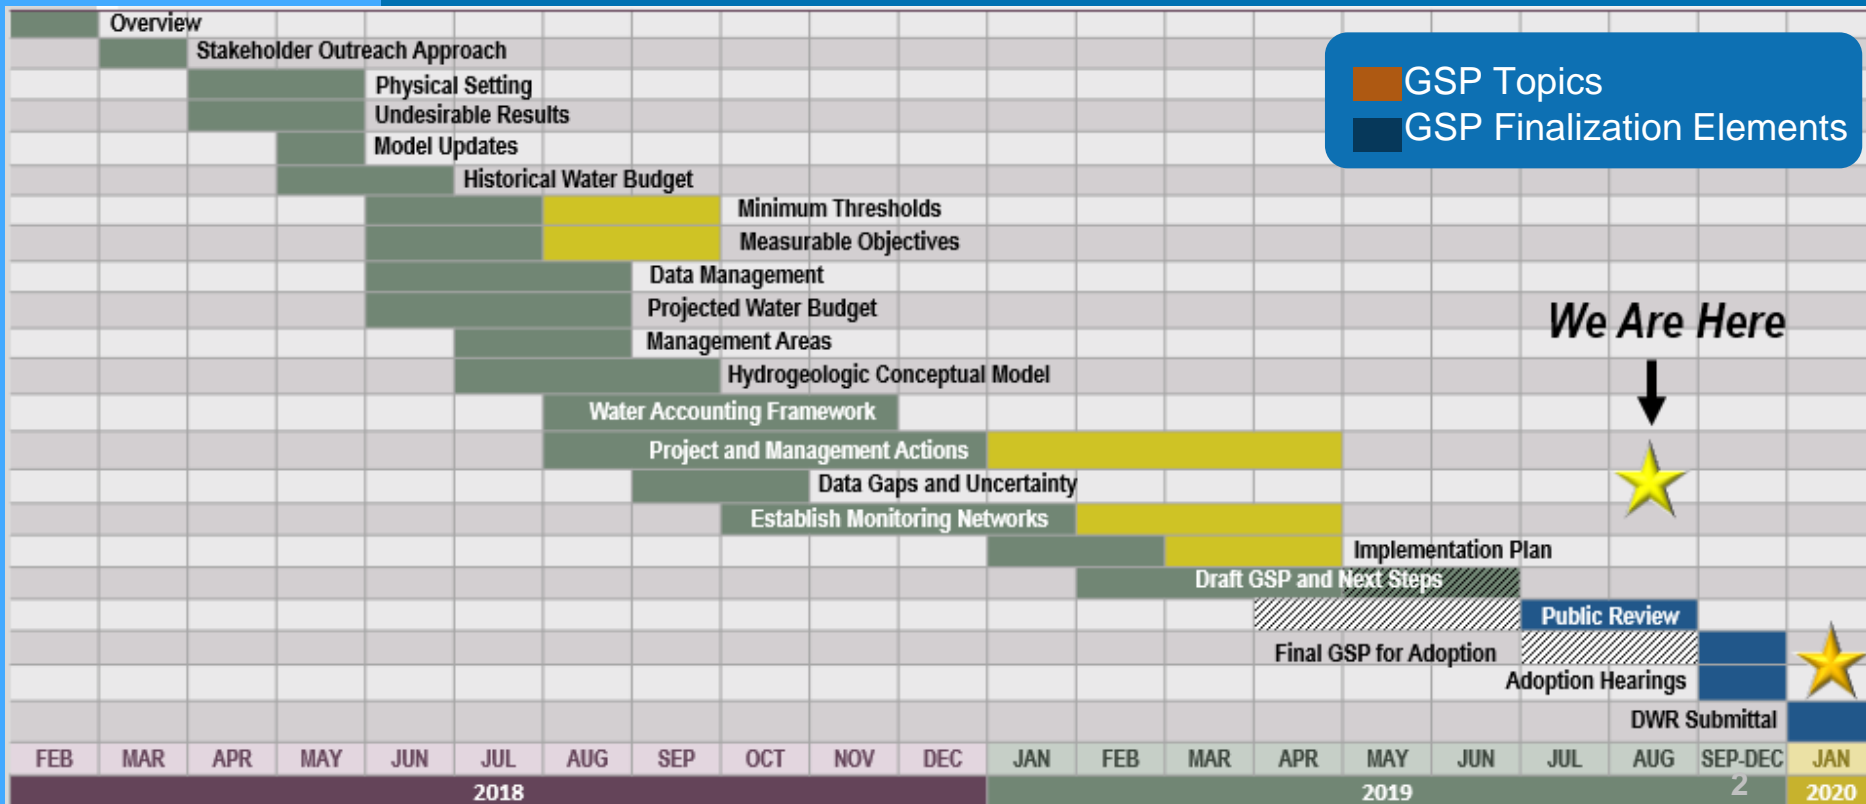 Overview
Stakeholder Outreach Approach
GSP Topics
GSP Finalization Elements
Physical Setting
Undesirable Results
Model Updates
Historical Water Budget
Minimum Thresholds
Measurable Objectives
Data Management
Projected Water Budget
We Are Here
Management Areas
Hydrogeologic Conceptual Model
Water Accounting Framework
Project and Management Actions
Data Gaps and Uncertainty
Establish Monitoring Networks
Implementation Plan
Draft GSP and Next Steps
Public Review
Final GSP for Adoption
Adoption Hearings
DWR Submittal
FEB MAR APR MAY JUN JUL AUG SEP OCT NOV DEC JAN FEB MAR APR MAY JUN JUL AUG SEP-DEC JAN
2018 2019 2020
2